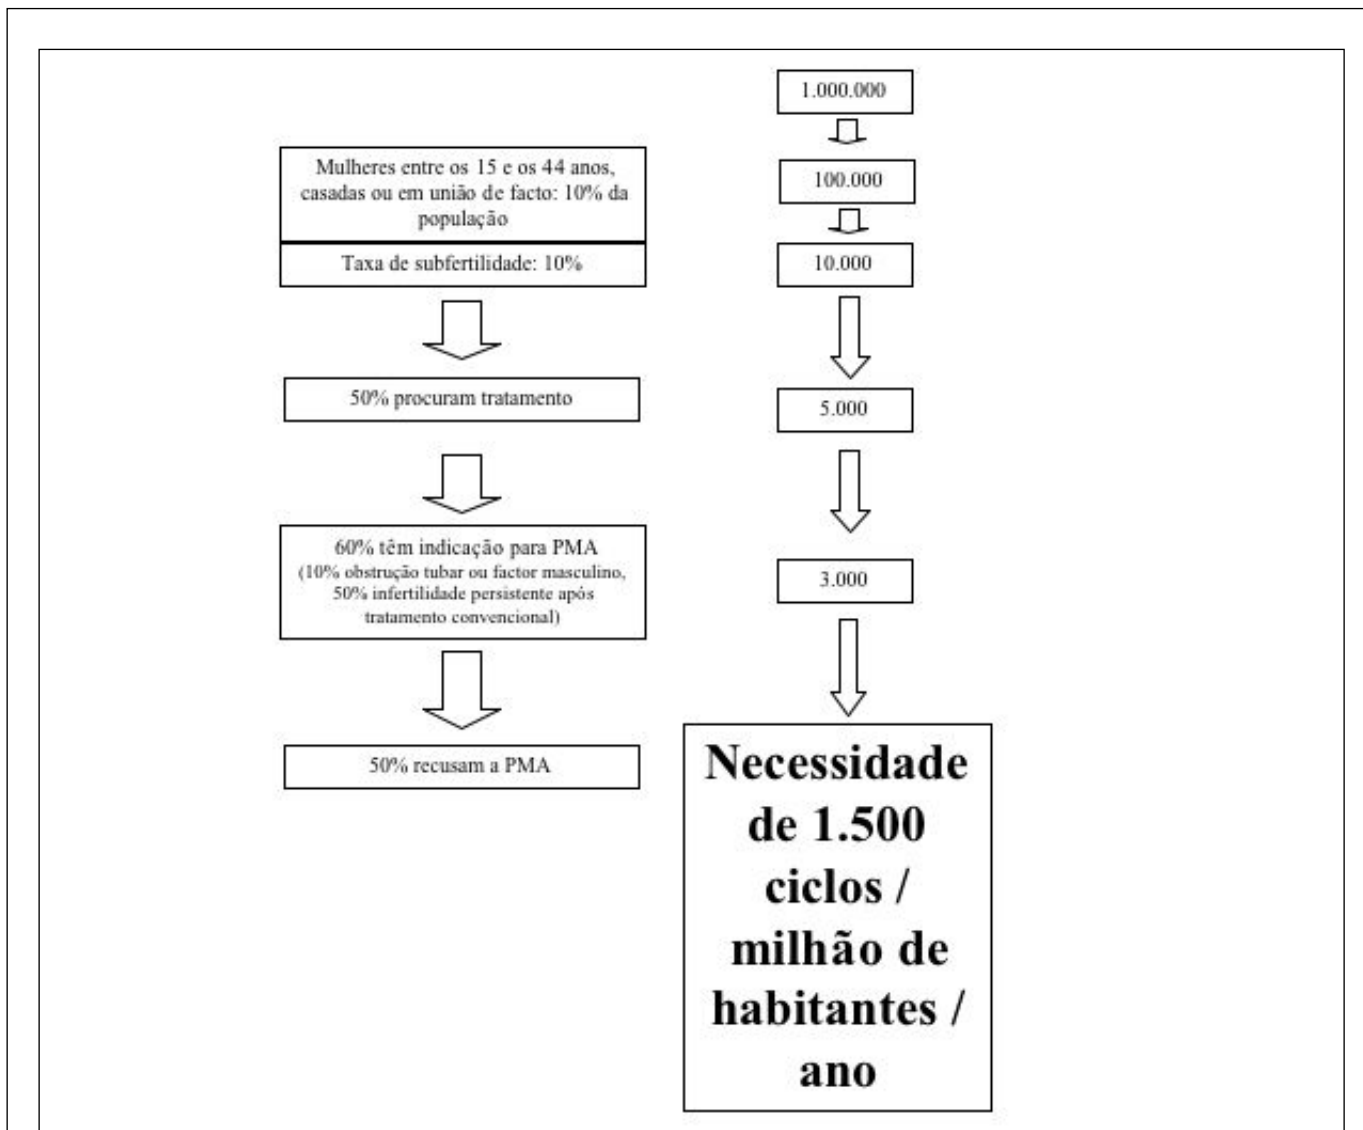 1.000.000
Mulheres entre os 15 e os 44 anos,
casadas ou em união de facto: 10% da
população
100.000
Taxa de subfertilidade: 10%
10.000
50% procuram tratamento
5.000
60% têm indicação para PMA
(10% obstrução tubar ou factor masculino,
50% infertilidade persistente após
tratamento convencional)
3.000
50% recusam a PMA
Necessidade
de 1.500
ciclos /
milhão de
habitantes /
ano